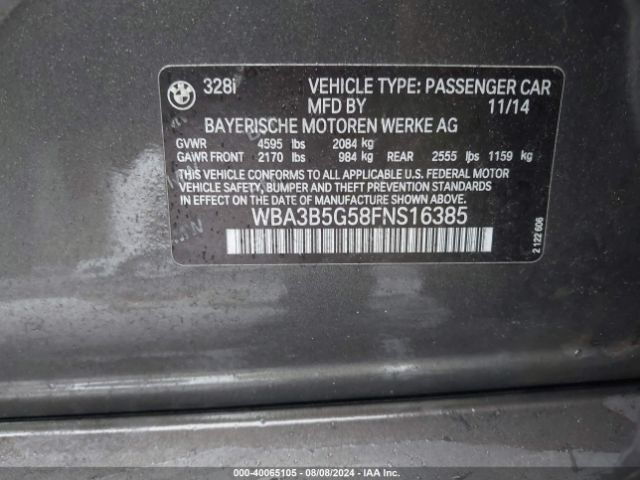 328i VEHICLE TYPE: PASSENGER CAR
MFD BY 11/14
BAYERISCHE MOTOREN WERKE AG
GVWR 4595 lbs 2084 kg
GAWR FRONT 2170 lbs 984 kg REAR 2555 lbs 1159 kg
THIS VEHICLE CONFORMS TO ALL APPLICABLE U.S. FEDERAL MOTOR
VEHICLE SAFETY, BUMPER AND THEFT PREVENTION STANDARDS
IN EFFECT ON THE DATE OF MANUFACTURE SHOWN ABOVE.
WBA3B5G58FNS16385
2 122 606
000-40065105 - 08/08/2024 - IAA Inc.